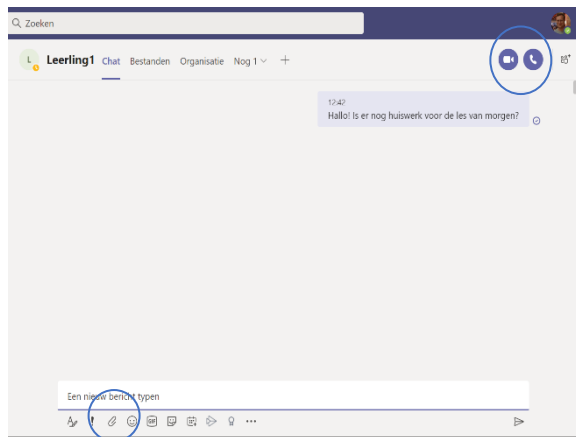 Zoeken
L Leerling1 Chat Bestanden Organisatie Nog 1 +
12:42
Hallo! Is er nog huiswerk voor de les van morgen?
Een nieuw bericht typen
GIF